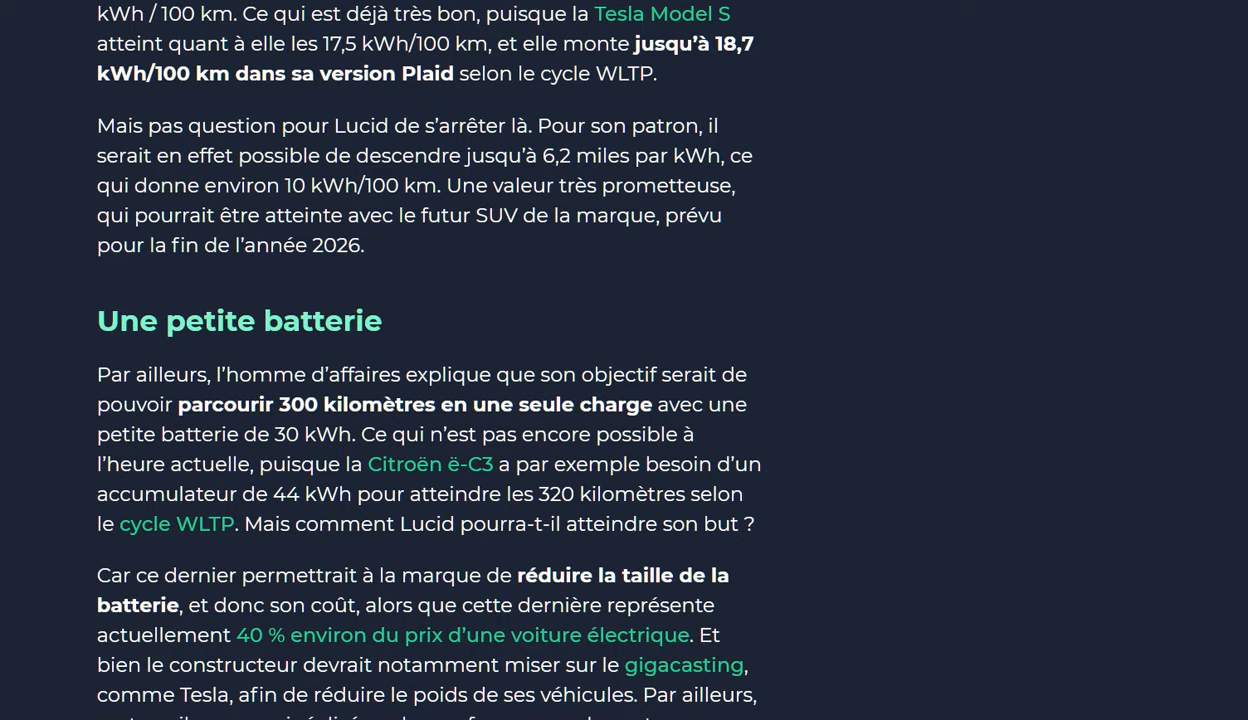 kWh / 100 km. Ce qui est déjà très bon, puisque la Tesla Model S
atteint quant à elle les 17,5 kWh/100 km, et elle monte jusqu’à 18,7
kWh/100 km dans sa version Plaid selon le cycle WLTP.
Mais pas question pour Lucid de s’arrêter là. Pour son patron, il
serait en effet possible de descendre jusqu’à 6,2 miles par kWh, ce
qui donne environ 10 kWh/100 km. Une valeur très prometteuse,
qui pourrait être atteinte avec le futur SUV de la marque, prévu
pour la fin de l’année 2026.
Une petite batterie
Par ailleurs, l’homme d’affaires explique que son objectif serait de
pouvoir parcourir 300 kilomètres en une seule charge avec une
petite batterie de 30 kWh. Ce qui n’est pas encore possible à
l’heure actuelle, puisque la Citroën ë-C3 a par exemple besoin d’un
accumulateur de 44 kWh pour atteindre les 320 kilomètres selon
le cycle WLTP. Mais comment Lucid pourra-t-il atteindre son but ?
Car ce dernier permettrait à la marque de réduire la taille de la
batterie, et donc son coût, alors que cette dernière représente
actuellement 40 % environ du prix d’une voiture électrique. Et
bien le constructeur devrait notamment miser sur le gigacasting,
comme Tesla, afin de réduire le poids de ses véhicules. Par ailleurs,